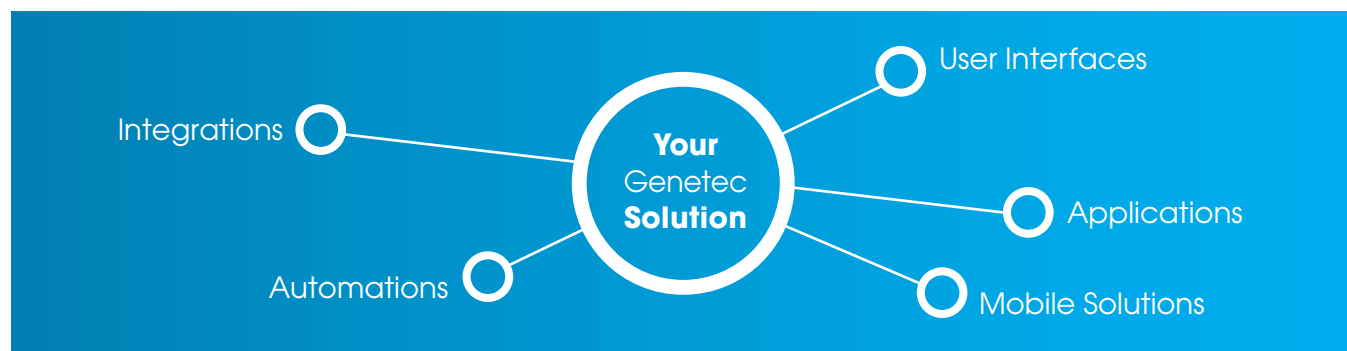 User Interfaces
Integrations
Your
Genetec
Solution
Applications
Automations
Mobile Solutions